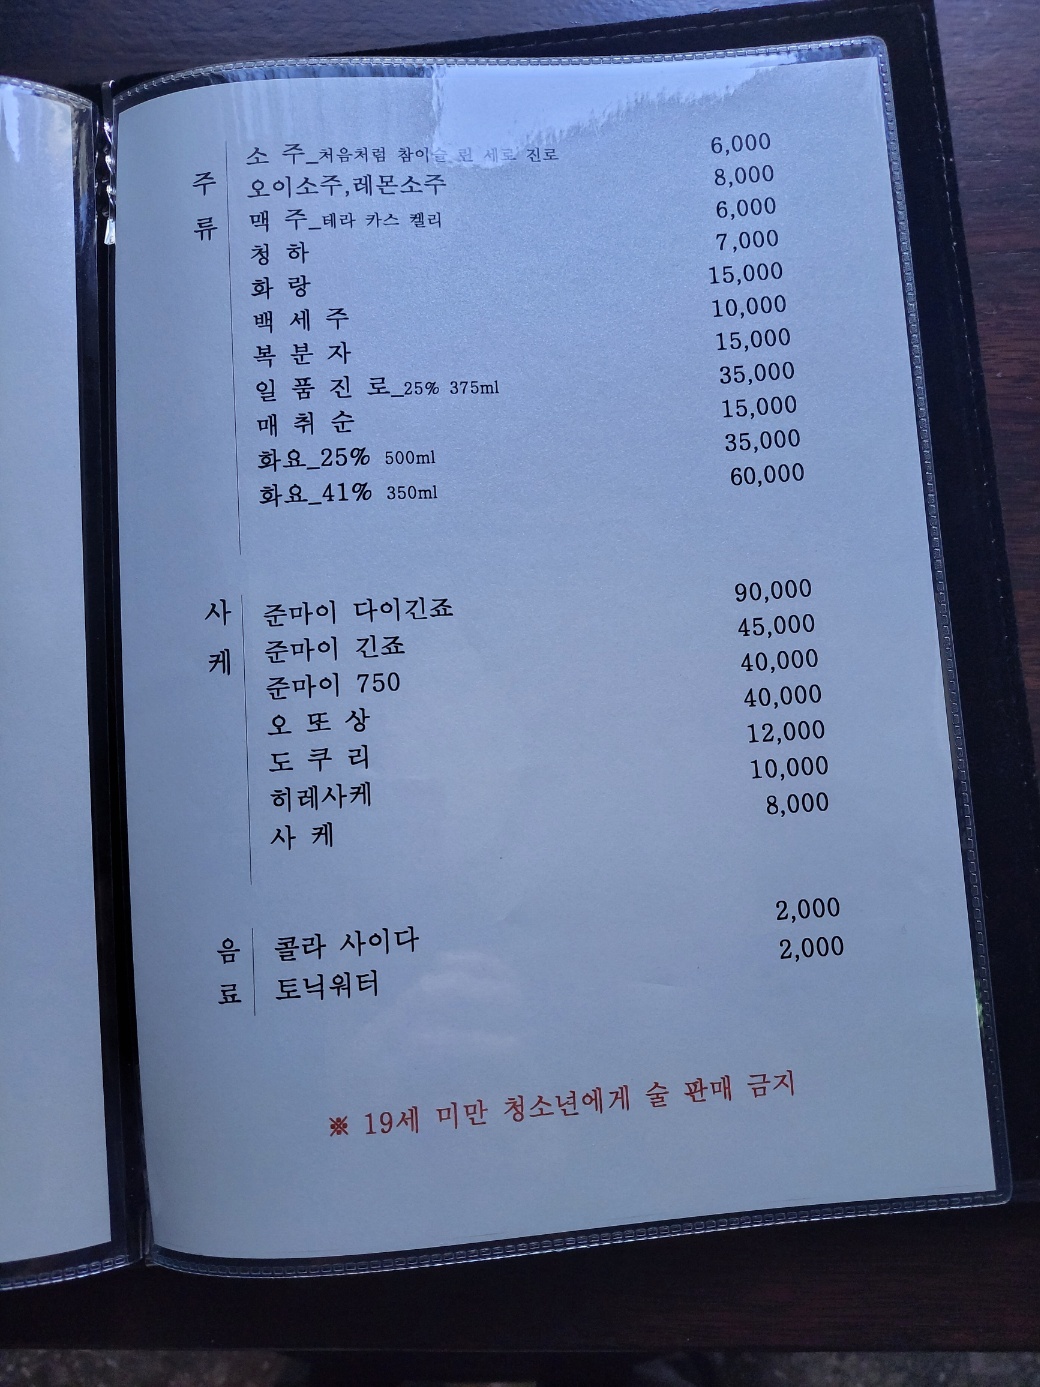 주류
소 주_처음처럼 참이슬 린 세로 진로 6,000
오이소주,레몬소주 8,000
맥 주_테라 카스 켈리 6,000
청 하 7,000
화 랑 15,000
백 세 주 10,000
복 분 자 15,000
일 품 진 로_25% 375ml 35,000
매 취 순 15,000
화요_25% 500ml 35,000
화요_41% 350ml 60,000
사케
준마이 다이긴죠 90,000
준마이 긴죠 45,000
준마이 750 40,000
오 또 상 40,000
도 쿠 리 12,000
히레사케 10,000
사 케 8,000
음료
콜라 사이다 2,000
토닉워터 2,000
※ 19세 미만 청소년에게 술 판매 금지